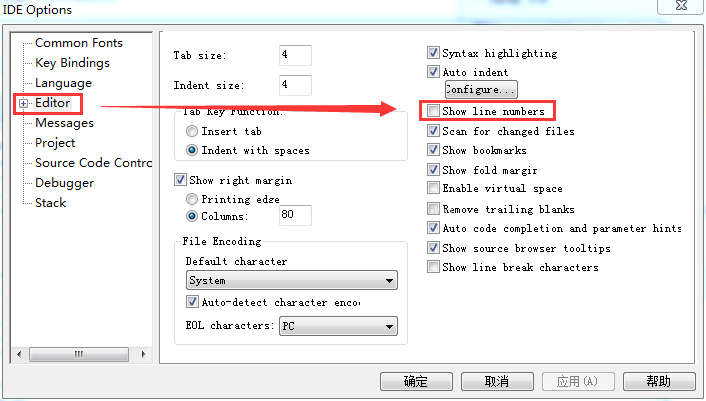 IDE Options
Common Fonts
Key Bindings
Language
Editor
Messages
Project
Source Code Contro
Debugger
Stack
Tab size:
4
Indent size:
4
Tab Key Function:
Insert tab
Indent with spaces
Show right margin
Printing edge
Columns:
80
File Encoding
Default character
System
Auto-detect character enco
EOL characters:
PC
Syntax highlighting
Auto indent
Configure...
Show line numbers
Scan for changed files
Show bookmarks
Show fold margin
Enable virtual space
Remove trailing blanks
Auto code completion and parameter hints
Show source browser tooltips
Show line break characters
确定
取消
应用(A)
帮助